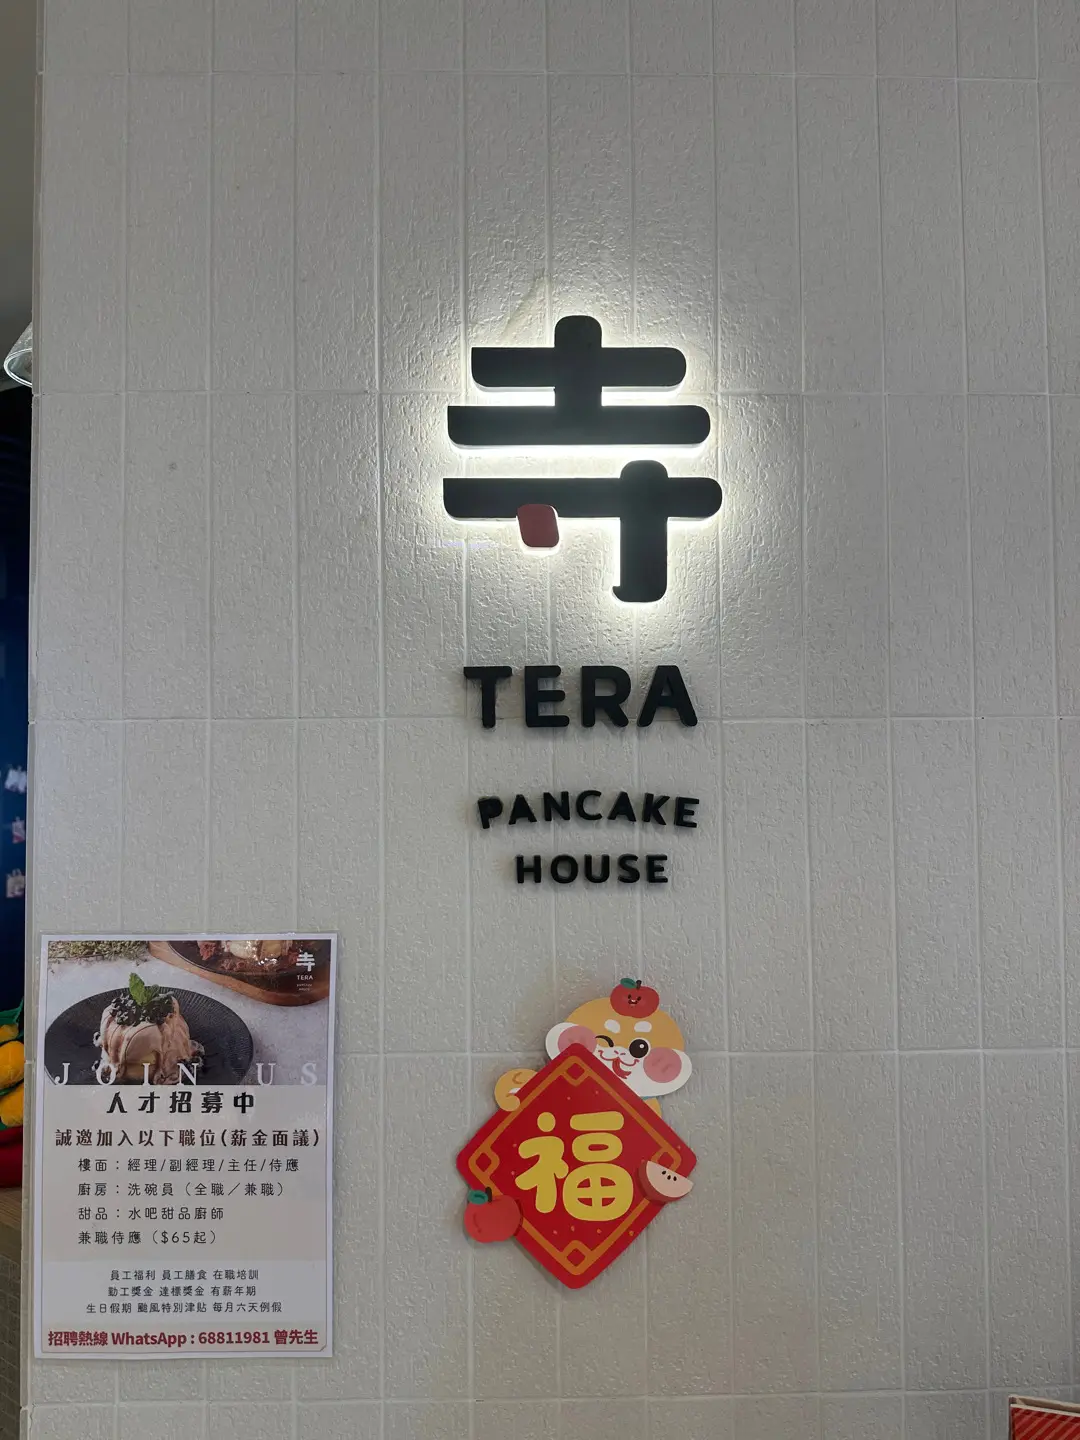 寺
TERA
PANCAKE
HOUSE
福
寺
TERA
JOIN US
人才招募中
誠邀加入以下職位(薪金面議)
樓面：經理/副經理/主任/侍應
廚房：洗碗員（全職／兼職）
甜品：水吧甜品廚師
兼職侍應（$65起）
員工福利 員工膳食 在職培訓
勤工獎金 達標獎金 有薪年期
生日假期 颱風特別津貼 每月六天例假
招聘熱線 WhatsApp : 68811981 曾先生